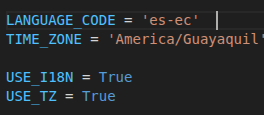 LANGUAGE_CODE = 'es-ec'
TIME_ZONE = 'America/Guayaquil'
USE_I18N = True
USE_TZ = True